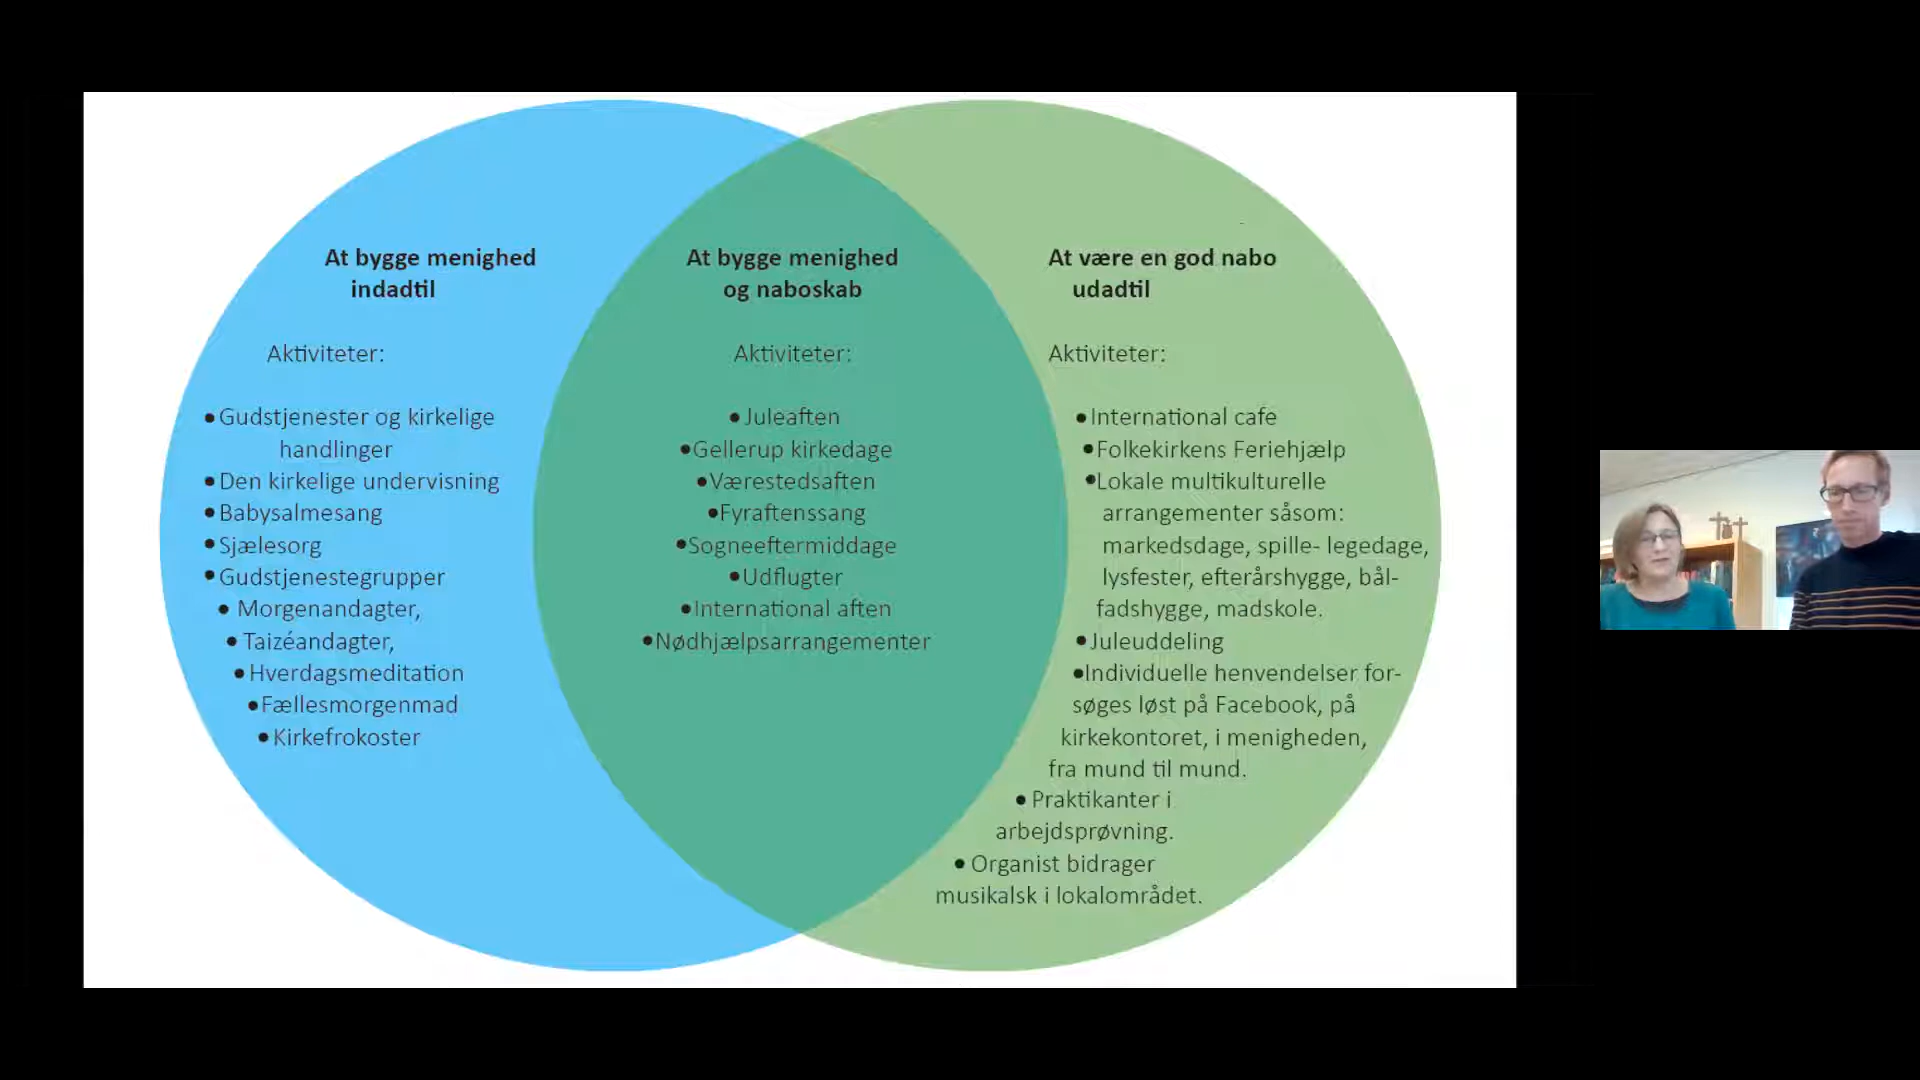 At bygge menighed
indadtil
Aktiviteter:
•Gudstjenester og kirkelige
handlinger
•Den kirkelige undervisning
•Babysalmesang
•Sjælesorg
•Gudstjenestegrupper
• Morgenandagter,
•Taizéandagter,
•Hverdagsmeditation
•Fællesmorgenmad
•Kirkefrokoster
At bygge menighed
og naboskab
Aktiviteter:
•Juleaften
•Gellerup kirkedage
•Værestedsaften
•Fyraftenssang
•Sogneeftermiddage
•Udflugter
•International aften
•Nødhjælpsarrangementer
At være en god nabo
udadtil
Aktiviteter:
•International cafe
•Folkekirkens Feriehjælp
•Lokale multikulturelle
arrangementer såsom:
markedsdage, spille- legedage,
lysfester, efterårshygge, bål-
fadshygge, madskole.
•Juleuddeling
•Individuelle henvendelser for-
søges løst på Facebook, på
kirkekontoret, i menigheden,
fra mund til mund.
• Praktikanter i
arbejdsprøvning.
• Organist bidrager
musikalsk i lokalområdet.